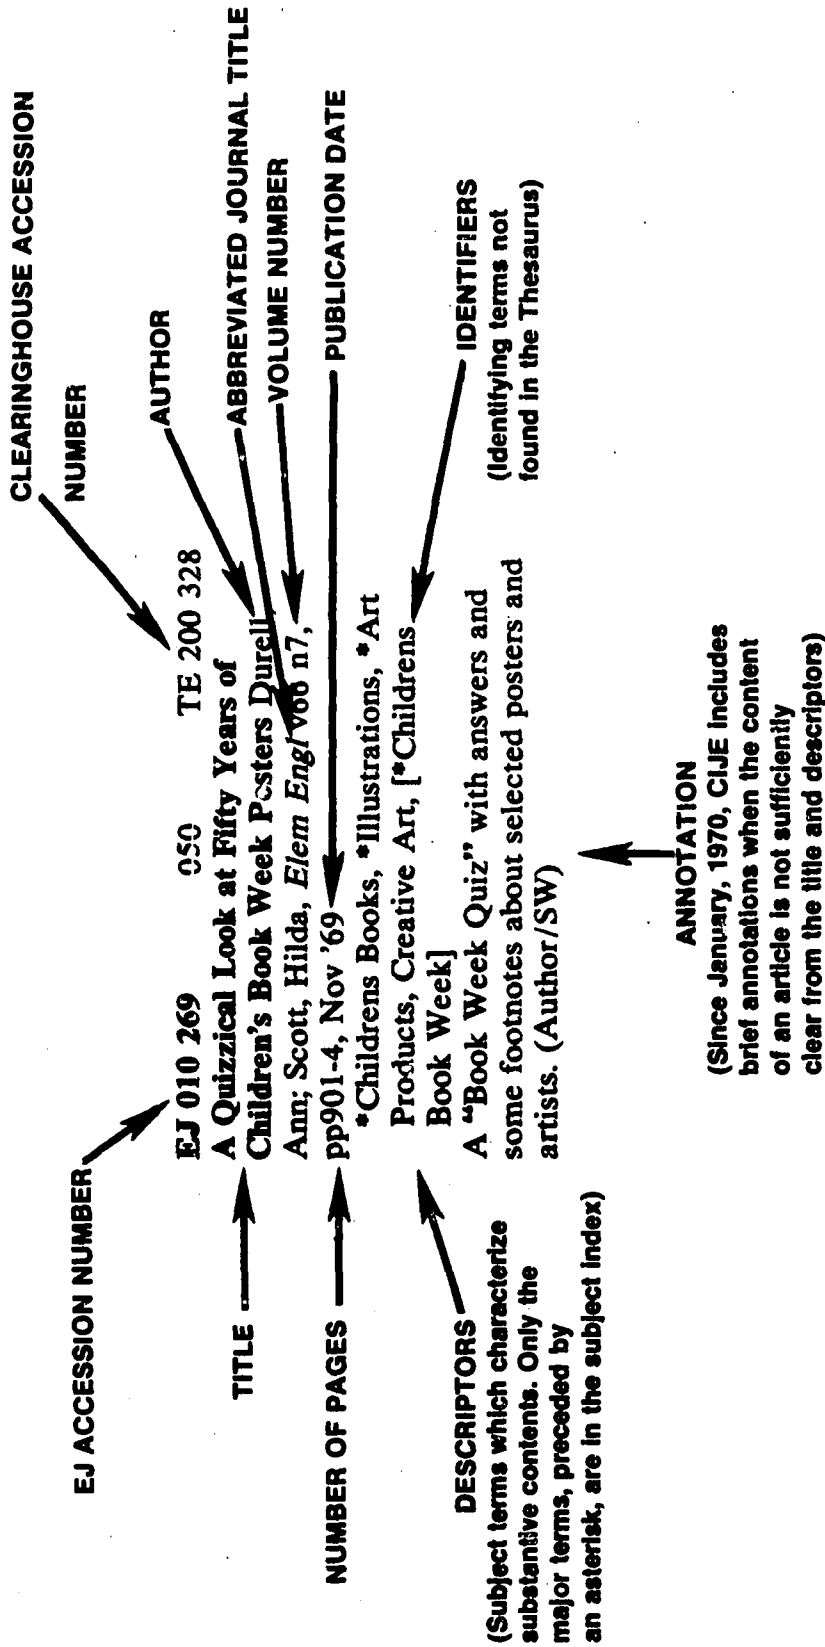 CLEARINGHOUSE ACCESSION
NUMBER
EJ ACCESSION NUMBER
AUTHOR
TITLE
ABBREVIATED JOURNAL TITLE
VOLUME NUMBER
NUMBER OF PAGES
PUBLICATION DATE
EJ 010 269 050 TE 200 328
A Quizzical Look at Fifty Years of
Children's Book Week Posters Durell,
Ann; Scott, Hilda, Elem Engl v66 n7,
pp901-4, Nov '69
*Childrens Books, *Illustrations, *Art
Products, Creative Art, [*Childrens
Book Week]
A “Book Week Quiz” with answers and
some footnotes about selected posters and
artists. (Author/SW)
DESCRIPTORS
(Subject terms which characterize
substantive contents. Only the
major terms, preceded by
an asterisk, are in the subject index)
IDENTIFIERS
(Identifying terms not
found in the Thesaurus)
ANNOTATION
(Since January, 1970, CIJE includes
brief annotations when the content
of an article is not sufficiently
clear from the title and descriptors)